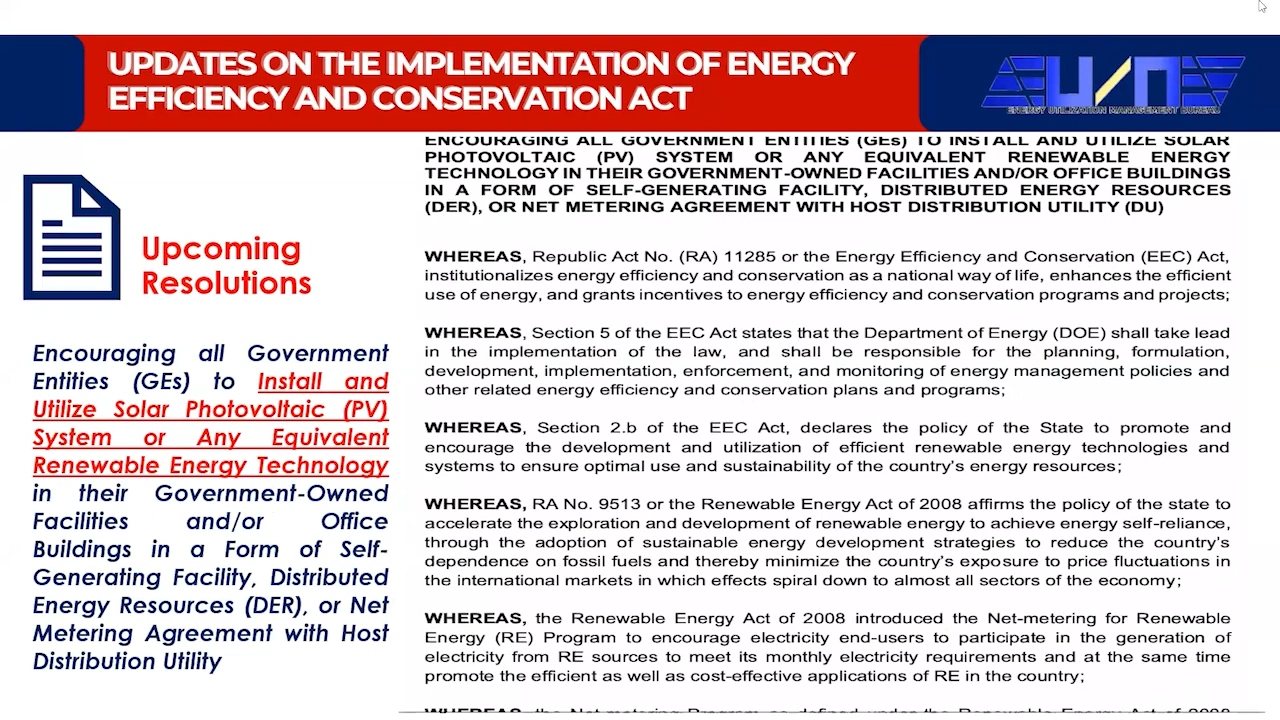 UPDATES ON THE IMPLEMENTATION OF ENERGY
EFFICIENCY AND CONSERVATION ACT
ENERGY UTILIZATION MANAGEMENT BUREAU
Upcoming
Resolutions
Encouraging all Government
Entities (GEs) to Install and
Utilize Solar Photovoltaic (PV)
System or Any Equivalent
Renewable Energy Technology
in their Government-Owned
Facilities and/or Office
Buildings in a Form of Self-
Generating Facility, Distributed
Energy Resources (DER), or Net
Metering Agreement with Host
Distribution Utility
ENCOURAGING ALL GOVERNMENT ENTITIES (GEs) TO INSTALL AND UTILIZE SOLAR
PHOTOVOLTAIC (PV) SYSTEM OR ANY EQUIVALENT RENEWABLE ENERGY
TECHNOLOGY IN THEIR GOVERNMENT-OWNED FACILITIES AND/OR OFFICE BUILDINGS
IN A FORM OF SELF-GENERATING FACILITY, DISTRIBUTED ENERGY RESOURCES
(DER), OR NET METERING AGREEMENT WITH HOST DISTRIBUTION UTILITY (DU)
WHEREAS, Republic Act No. (RA) 11285 or the Energy Efficiency and Conservation (EEC) Act,
institutionalizes energy efficiency and conservation as a national way of life, enhances the efficient
use of energy, and grants incentives to energy efficiency and conservation programs and projects;
WHEREAS, Section 5 of the EEC Act states that the Department of Energy (DOE) shall take lead
in the implementation of the law, and shall be responsible for the planning, formulation,
development, implementation, enforcement, and monitoring of energy management policies and
other related energy efficiency and conservation plans and programs;
WHEREAS, Section 2.b of the EEC Act, declares the policy of the State to promote and
encourage the development and utilization of efficient renewable energy technologies and
systems to ensure optimal use and sustainability of the country's energy resources;
WHEREAS, RA No. 9513 or the Renewable Energy Act of 2008 affirms the policy of the state to
accelerate the exploration and development of renewable energy to achieve energy self-reliance,
through the adoption of sustainable energy development strategies to reduce the country's
dependence on fossil fuels and thereby minimize the country's exposure to price fluctuations in
the international markets in which effects spiral down to almost all sectors of the economy;
WHEREAS, the Renewable Energy Act of 2008 introduced the Net-metering for Renewable
Energy (RE) Program to encourage electricity end-users to participate in the generation of
electricity from RE sources to meet its monthly electricity requirements and at the same time
promote the efficient as well as cost-effective applications of RE in the country;
WHEREAS, the Net-metering Program as defined under the Renewable Energy Act of 2008